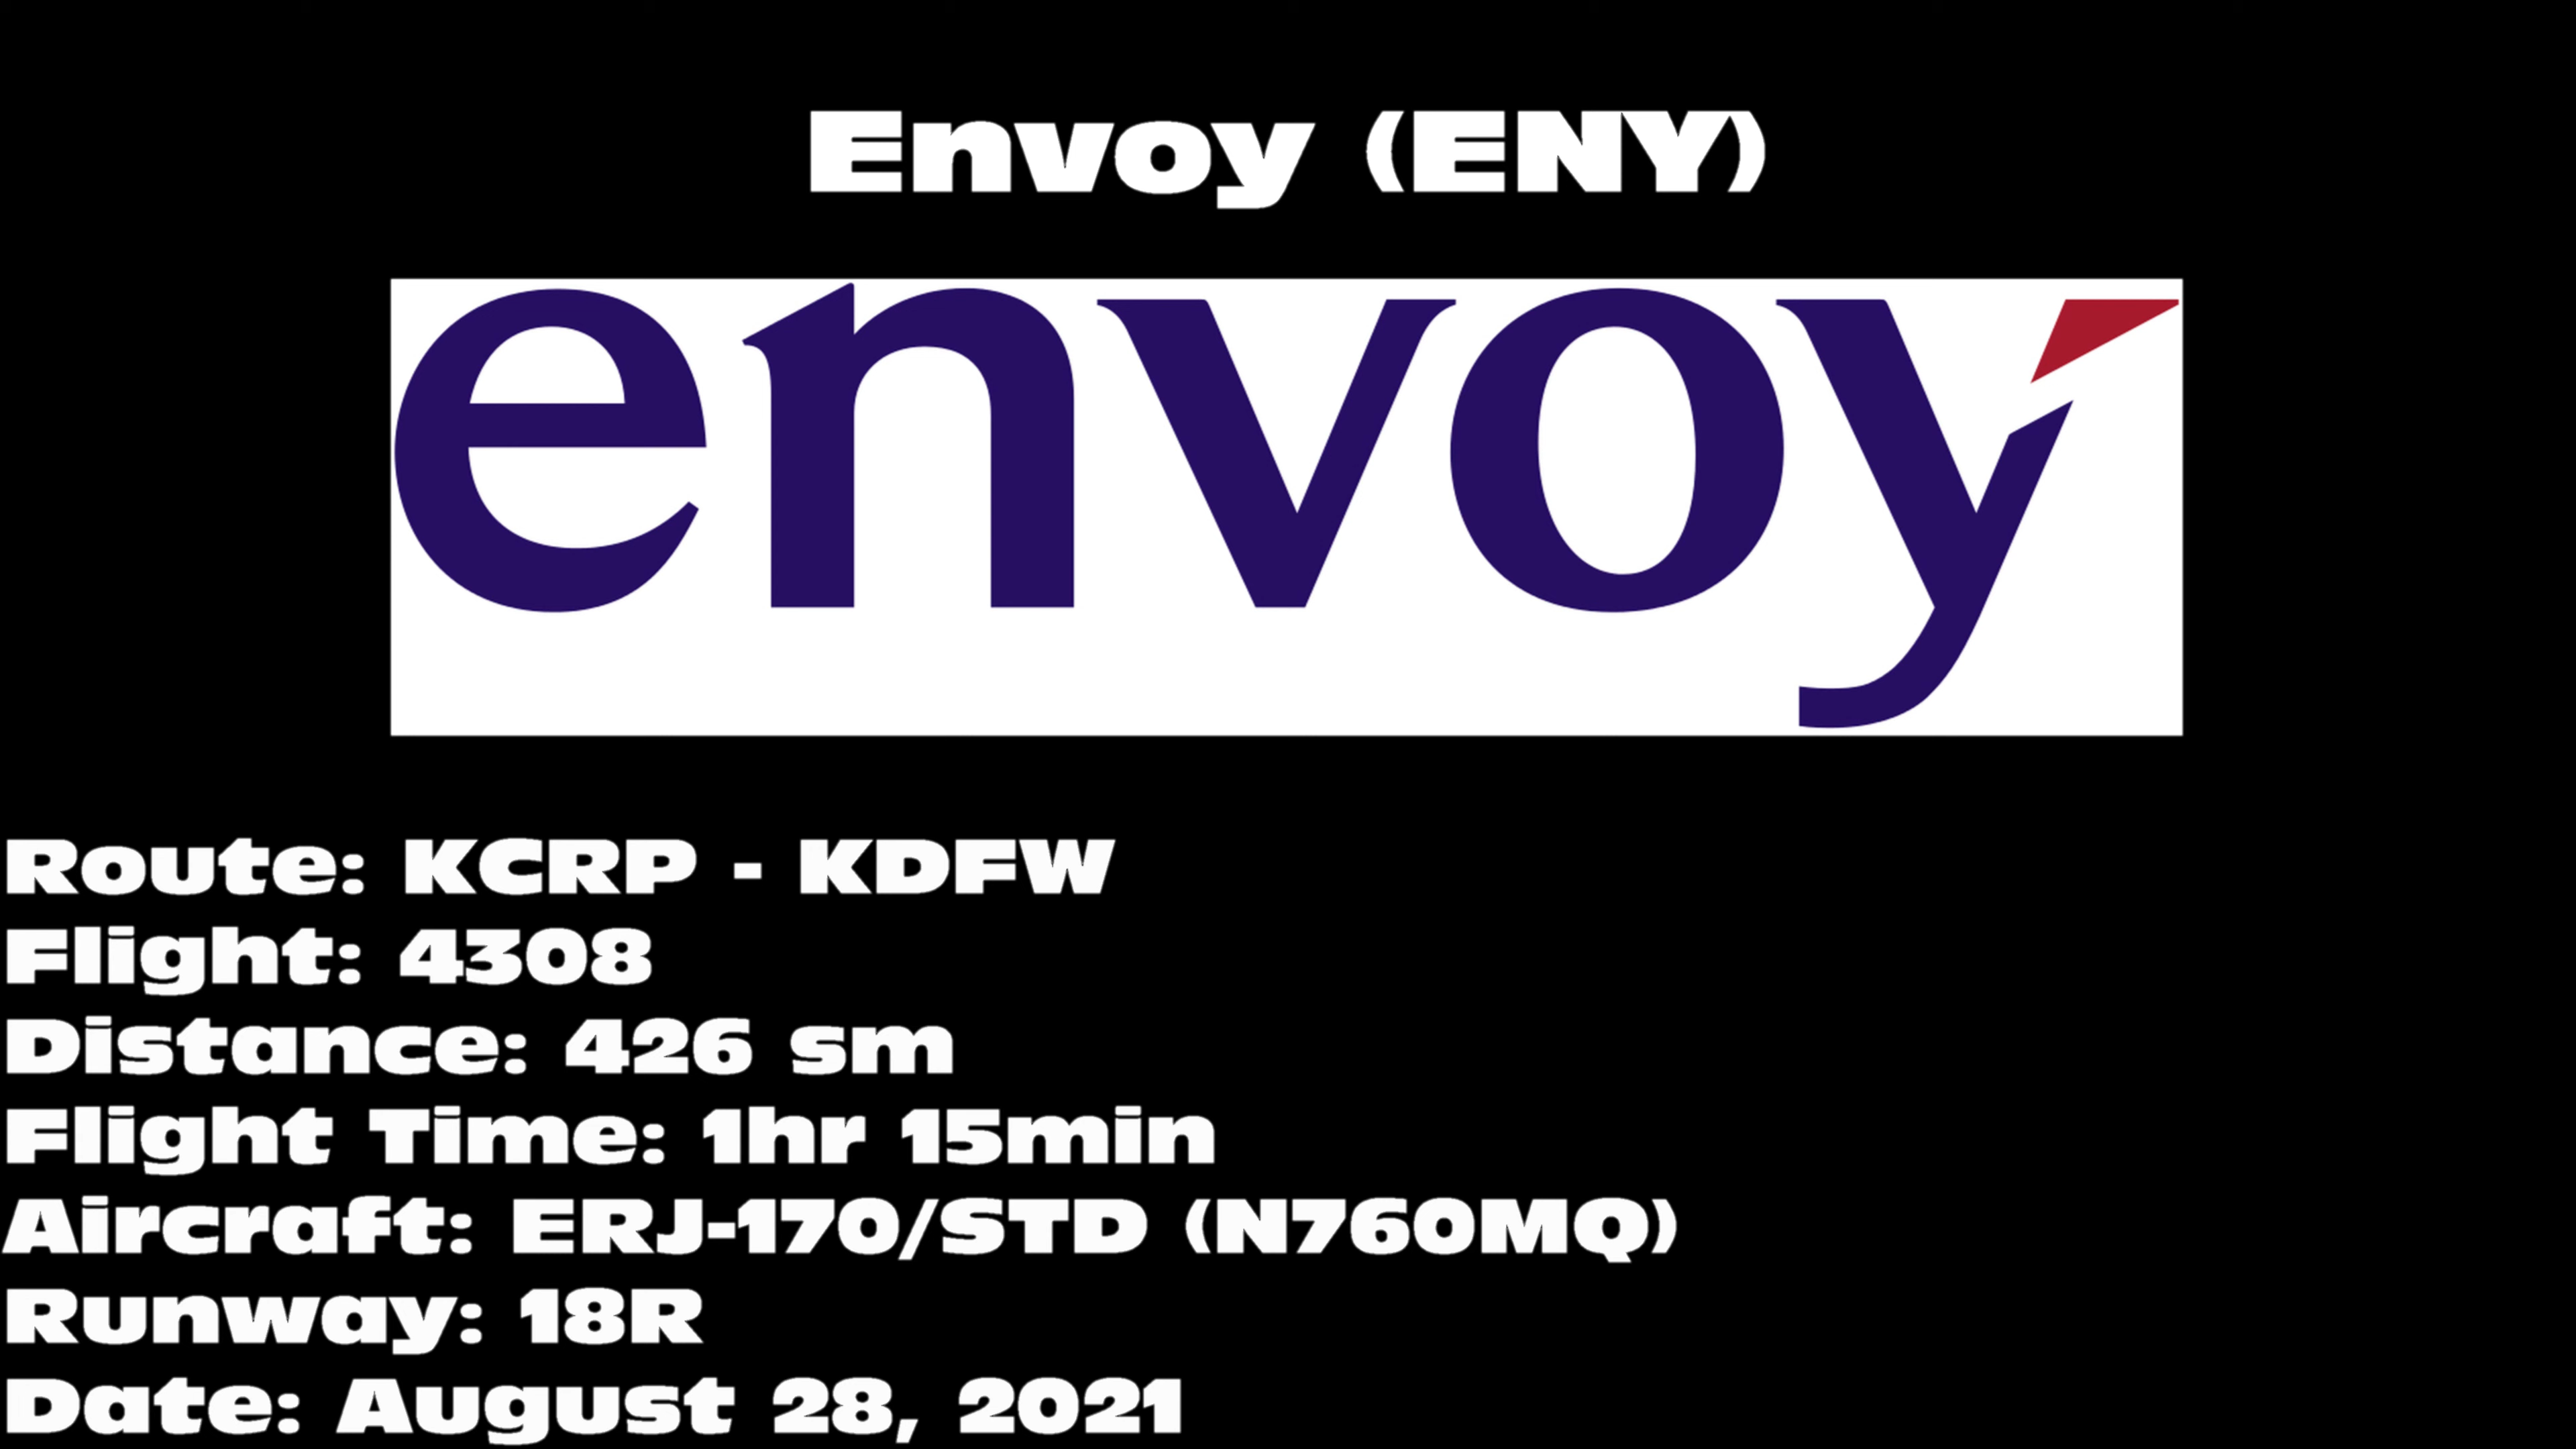 Envoy (ENY)
envoy
Route: KCRP - KDFW
Flight: 4308
Distance: 426 sm
Flight Time: 1hr 15min
Aircraft: ERJ-170/STD (N760MQ)
Runway: 18R
Date: August 28, 2021